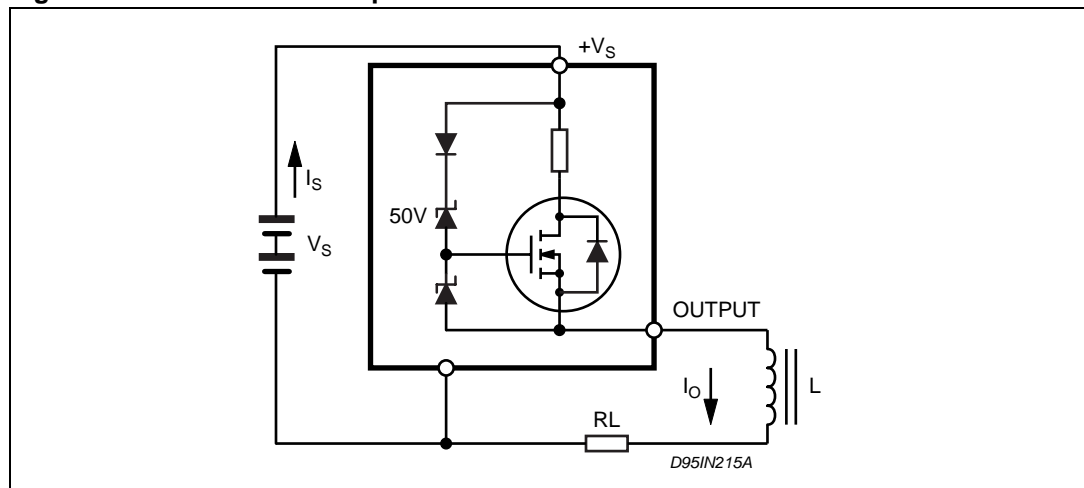 +VS
IS
50V
VS
OUTPUT
IO
L
RL
D95IN215A